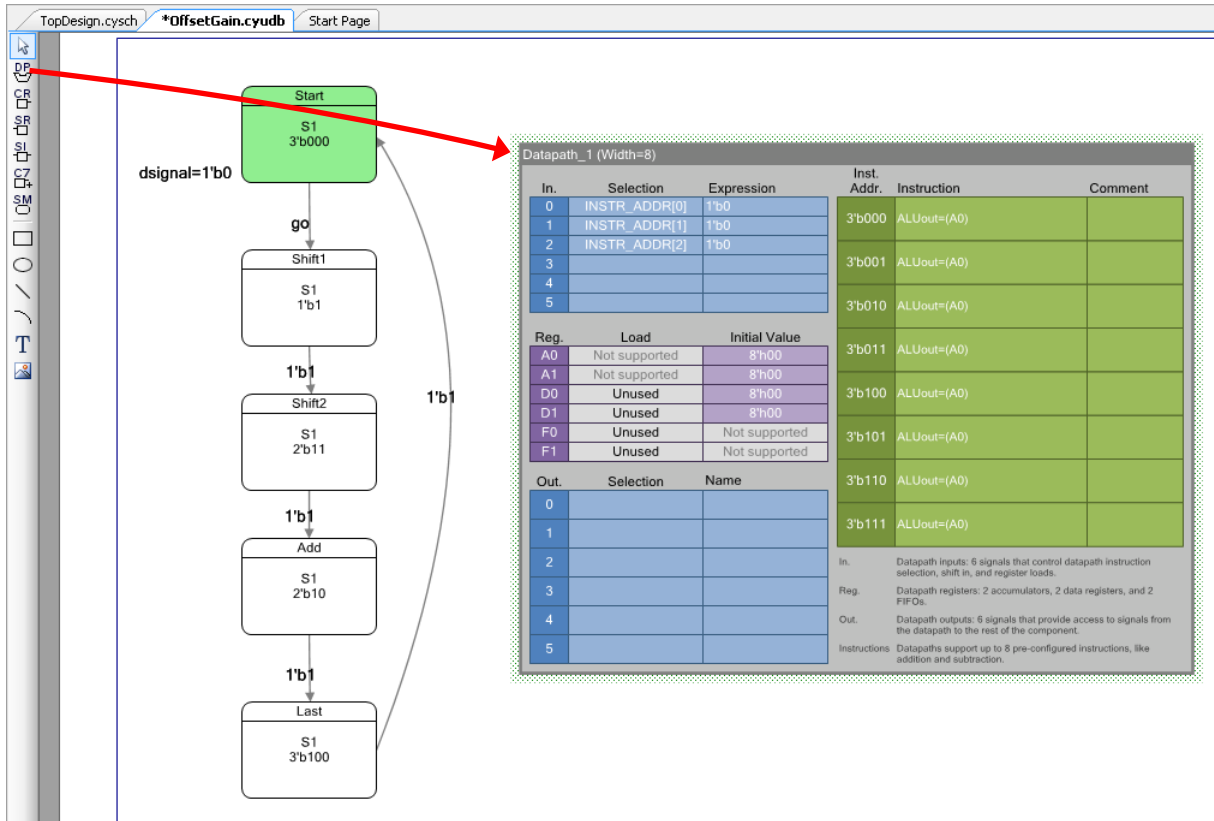 TopDesign.cysch *OffsetGain.cyudb Start Page
DP
CR
SR
SI
C7
SM
T
Start
S1
3'b000
dsignal=1'b0
go
Shift1
S1
1'b1
1'b1
Shift2
S1
2'b11
1'b1
1'b1
Add
S1
2'b10
1'b1
Last
S1
3'b100
Datapath_1 (Width=8)
In. Selection Expression
0 INSTR_ADDR[0] 1'b0
1 INSTR_ADDR[1] 1'b0
2 INSTR_ADDR[2] 1'b0
3
4
5
Reg. Load Initial Value
A0 Not supported 8'h00
A1 Not supported 8'h00
D0 Unused 8'h00
D1 Unused 8'h00
F0 Unused Not supported
F1 Unused Not supported
Out. Selection Name
0
1
2
3
4
5
Inst.
Addr. Instruction Comment
3'b000 ALUout=(A0)
3'b001 ALUout=(A0)
3'b010 ALUout=(A0)
3'b011 ALUout=(A0)
3'b100 ALUout=(A0)
3'b101 ALUout=(A0)
3'b110 ALUout=(A0)
3'b111 ALUout=(A0)
In. Datapath inputs: 6 signals that control datapath instruction
selection, shift in, and register loads.
Reg. Datapath registers: 2 accumulators, 2 data registers, and 2
FIFOs.
Out. Datapath outputs: 6 signals that provide access to signals from
the datapath to the rest of the component.
Instructions Datapaths support up to 8 pre-configured instructions, like
addition and subtraction.